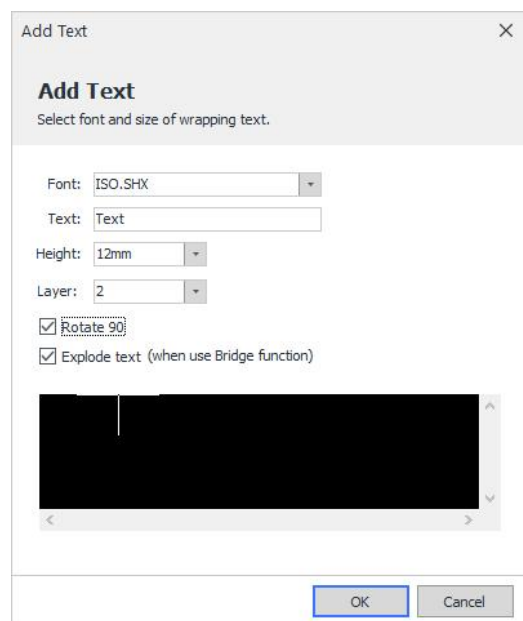 Add Text
Add Text
Select font and size of wrapping text.
Font: ISO.SHX
Text: Text
Height: 12mm
Layer: 2
Rotate 90
Explode text (when use Bridge function)
OK Cancel